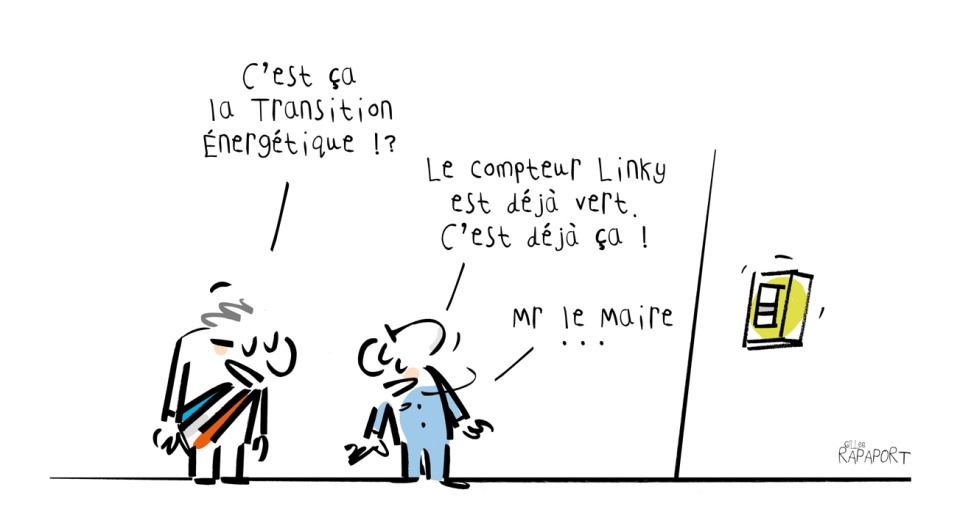 C'est ça
la Transition
Énergétique !?
Le compteur Linky
est déjà vert.
C'est déjà ça !
Mr le Maire
...
GILLES
RAPAPORT